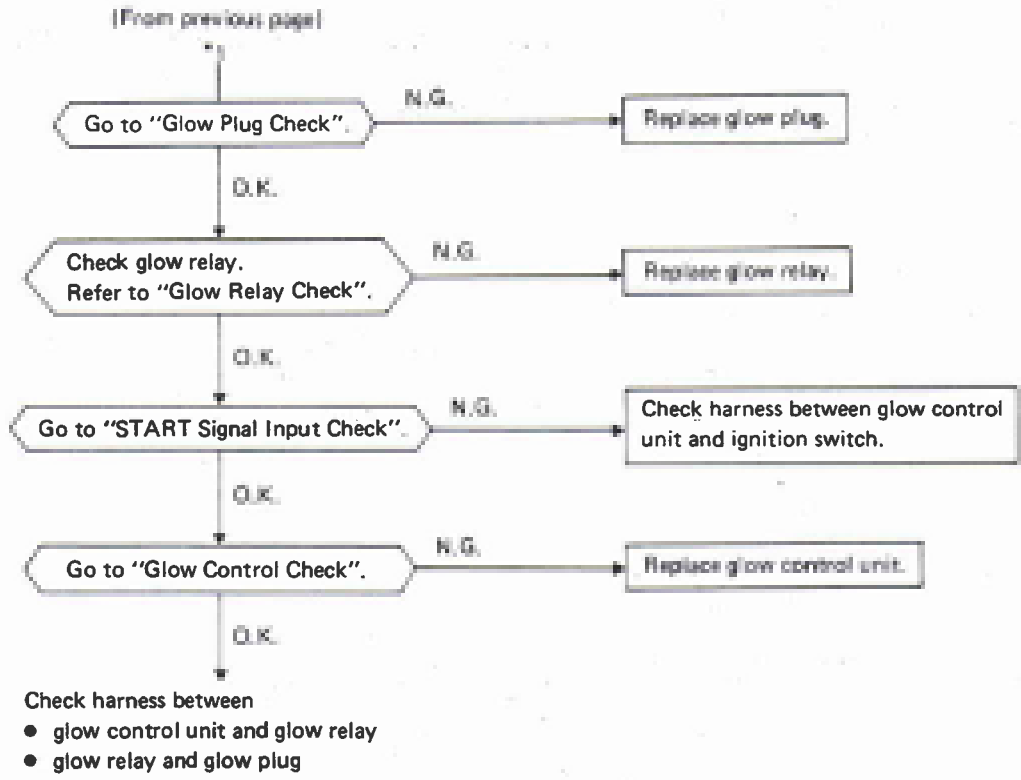 (From previous page)
Go to "Glow Plug Check".
N.G.
Replace glow plug.
O.K.
Check glow relay.
Refer to "Glow Relay Check".
N.G.
Replace glow relay.
O.K.
Go to "START Signal Input Check".
N.G.
Check harness between glow control
unit and ignition switch.
O.K.
Go to "Glow Control Check".
N.G.
Replace glow control unit.
O.K.
Check harness between
● glow control unit and glow relay
● glow relay and glow plug